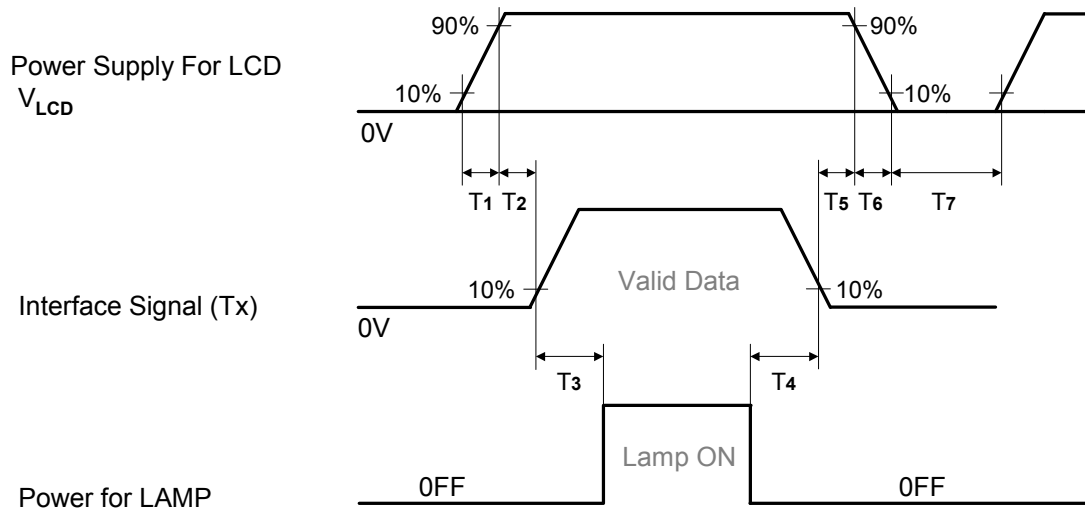 90%
90%
Power Supply For LCD
VLCD
10%
10%
0V
T1
T2
T5
T6
T7
Valid Data
10%
10%
Interface Signal (Tx)
0V
T3
T4
Lamp ON
0FF
0FF
Power for LAMP